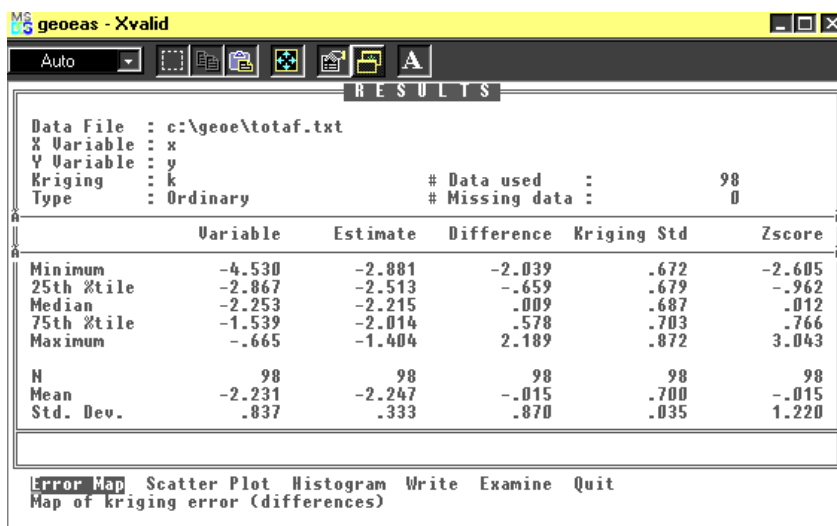 geoeas - Xvalid
Auto
A
RESULTS
Data File : c:\geoe\totaf.txt
X Variable : x
Y Variable : y
Kriging : k # Data used : 98
Type : Ordinary # Missing data : 0
Variable Estimate Difference Kriging Std Zscore
Minimum -4.530 -2.881 -2.039 .672 -2.605
25th %tile -2.867 -2.513 -.659 .679 -.962
Median -2.253 -2.215 .009 .687 .012
75th %tile -1.539 -2.014 .578 .703 .766
Maximum -.665 -1.404 2.189 .872 3.043
N 98 98 98 98 98
Mean -2.231 -2.247 -.015 .700 -.015
Std. Dev. .837 .333 .870 .035 1.220
Error Map Scatter Plot Histogram Write Examine Quit
Map of kriging error (differences)